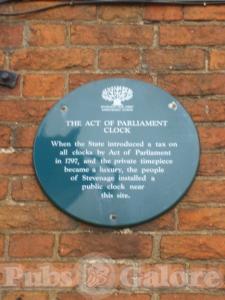 THE ACT OF PARLIAMENT
CLOCK
When the State introduced a tax on
all clocks by Act of Parliament
in 1797, and the private timepiece
became a luxury, the people
of Stevenage installed a
public clock near
this site.
Pubs Galore